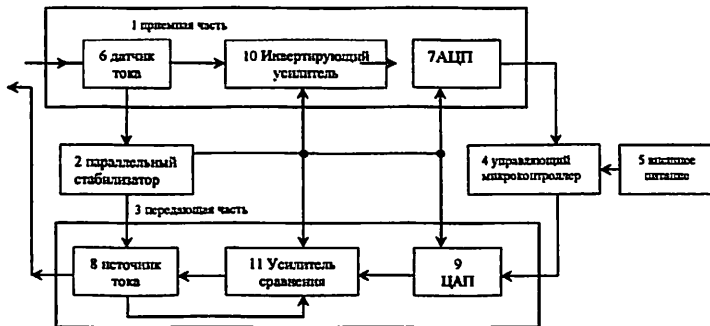 1 приемная часть
6 датчик
тока
10 Инвертирующий
усилитель
7АЦП
2 параллельный
стабилизатор
4 управляющий
микроконтроллер
5 внешнее
питание
3 передающая часть
8 источник
тока
11 Усилитель
сравнения
9
ЦАП